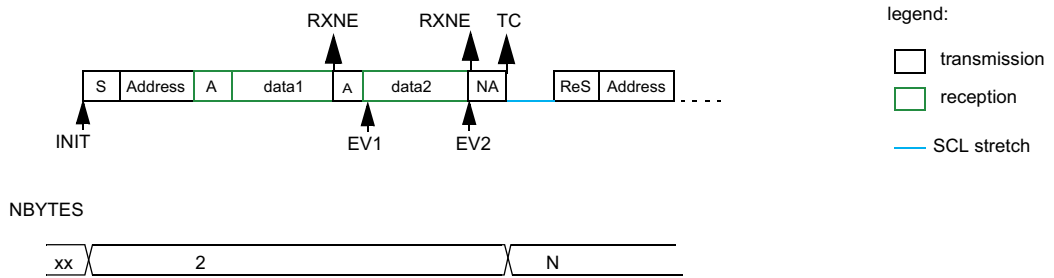 RXNE RXNE TC
S Address A data1 A data2 NA ReS Address
INIT EV1 EV2
legend:
transmission
reception
SCL stretch
NBYTES
xx 2 N